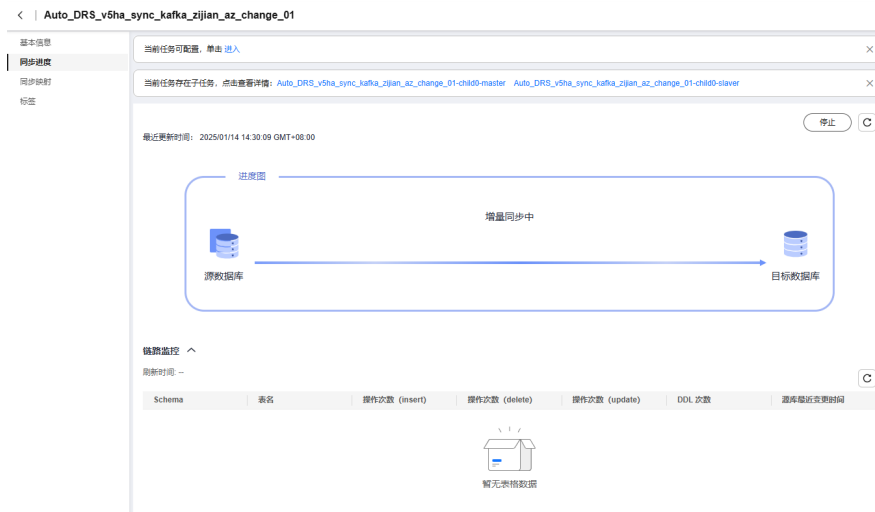 Auto_DRS_v5ha_sync_kafka_zijian_az_change_01
基本信息
同步进度
同步映射
标签
当前任务可配置，单击 进入
当前任务存在子任务，点击查看详情：Auto_DRS_v5ha_sync_kafka_zijian_az_change_01-child0-master Auto_DRS_v5ha_sync_kafka_zijian_az_change_01-child0-slaver
停止
最近更新时间： 2025/01/14 14:30:09 GMT+08:00
进度图
增量同步中
源数据库
目标数据库
链路监控
刷新时间: --
Schema 表名 操作次数 (insert) 操作次数 (delete) 操作次数 (update) DDL 次数 源库最近变更时间
暂无表格数据